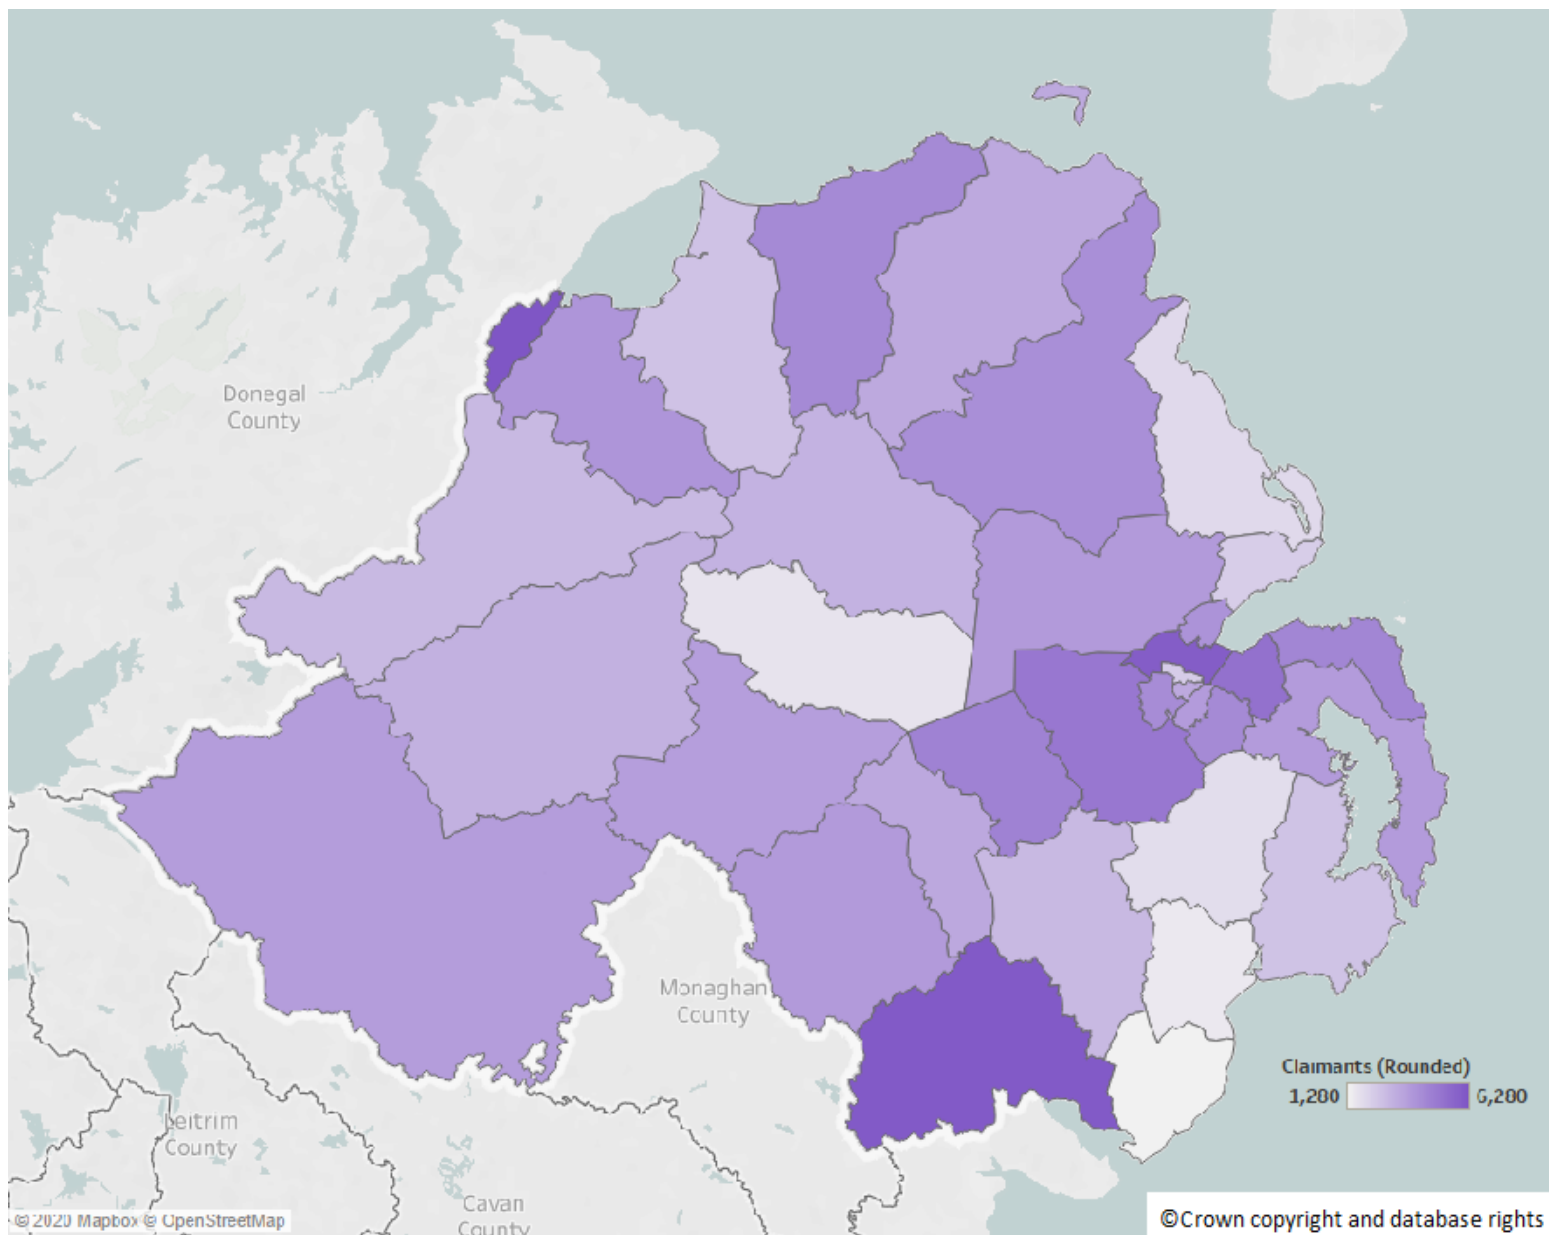 Donegal
County
Monaghan
County
Claimants (Rounded)
1,200 6,200
Leitrim
County
Cavan
County
© 2020 Mapbox © OpenStreetMap
©Crown copyright and database rights